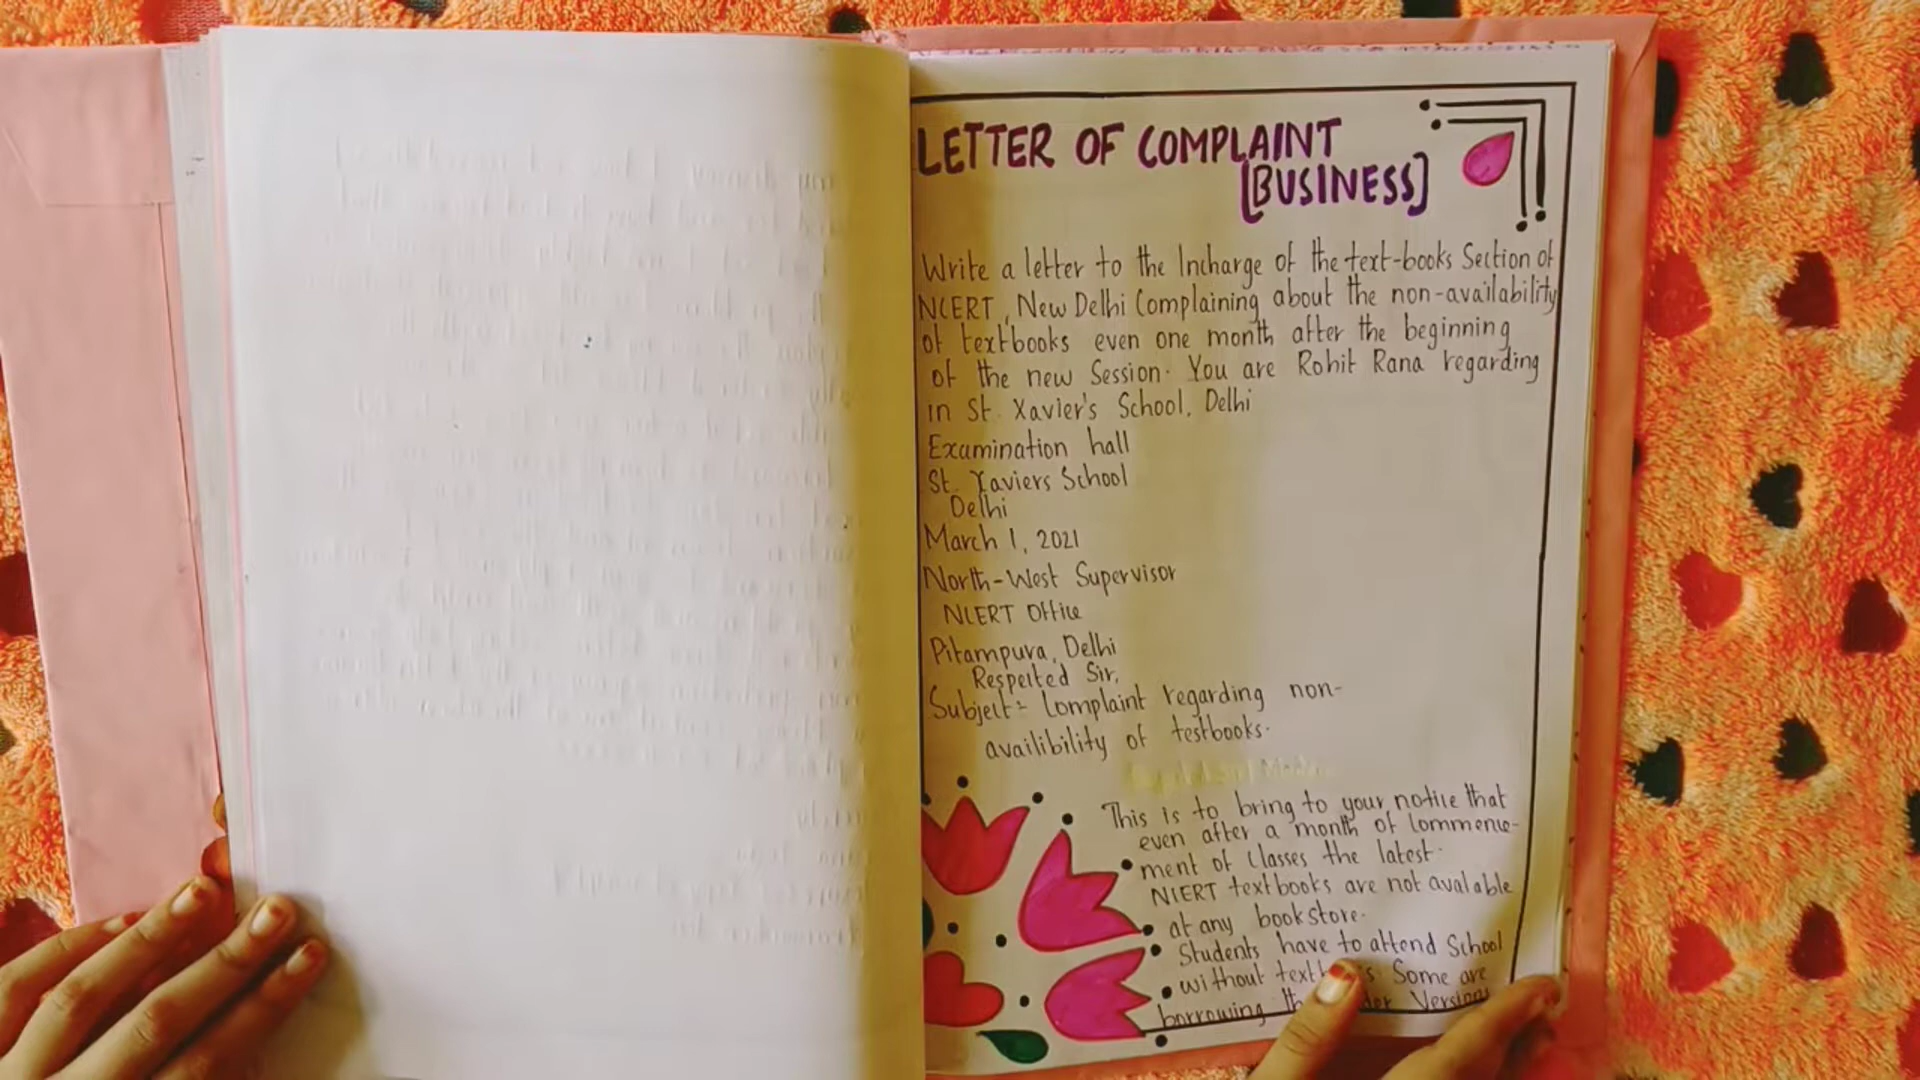 LETTER OF COMPLAINT
[BUSINESS]
Write a letter to the Incharge of the text-books Section of
NCERT, New Delhi Complaining about the non-availability
of textbooks even one month after the beginning
of the new Session. You are Rohit Rana regarding
in St. Xavier's School, Delhi
Examination hall
St. Xaviers School
Delhi
March 1, 2021
North-West Supervisor
NCERT Office
Pitampura, Delhi
Respected Sir,
Subject:- Complaint regarding non-
availibility of testbooks.
This is to bring to your notice that
even after a month of Commence-
ment of Classes the latest.
NCERT textbooks are not avalable
at any bookstore.
Students have to attend School
without Some are
borrowing Versions